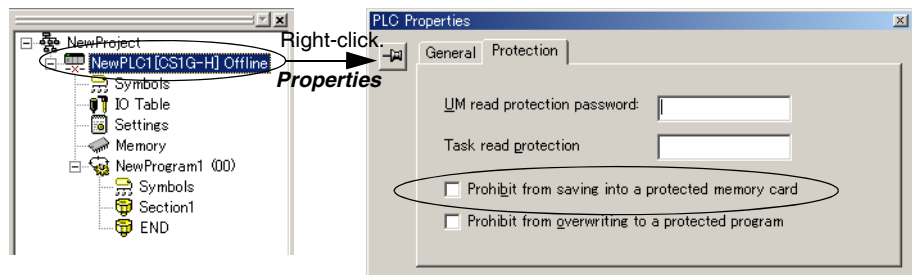 NewProject
NewPLC1[CS1G-H] Offline
Symbols
IO Table
Settings
Memory
NewProgram1 (00)
Symbols
Section1
END
Right-click.
Properties
PLC Properties
General
Protection
UM read protection password:
Task read protection
Prohibit from saving into a protected memory card
Prohibit from overwriting to a protected program